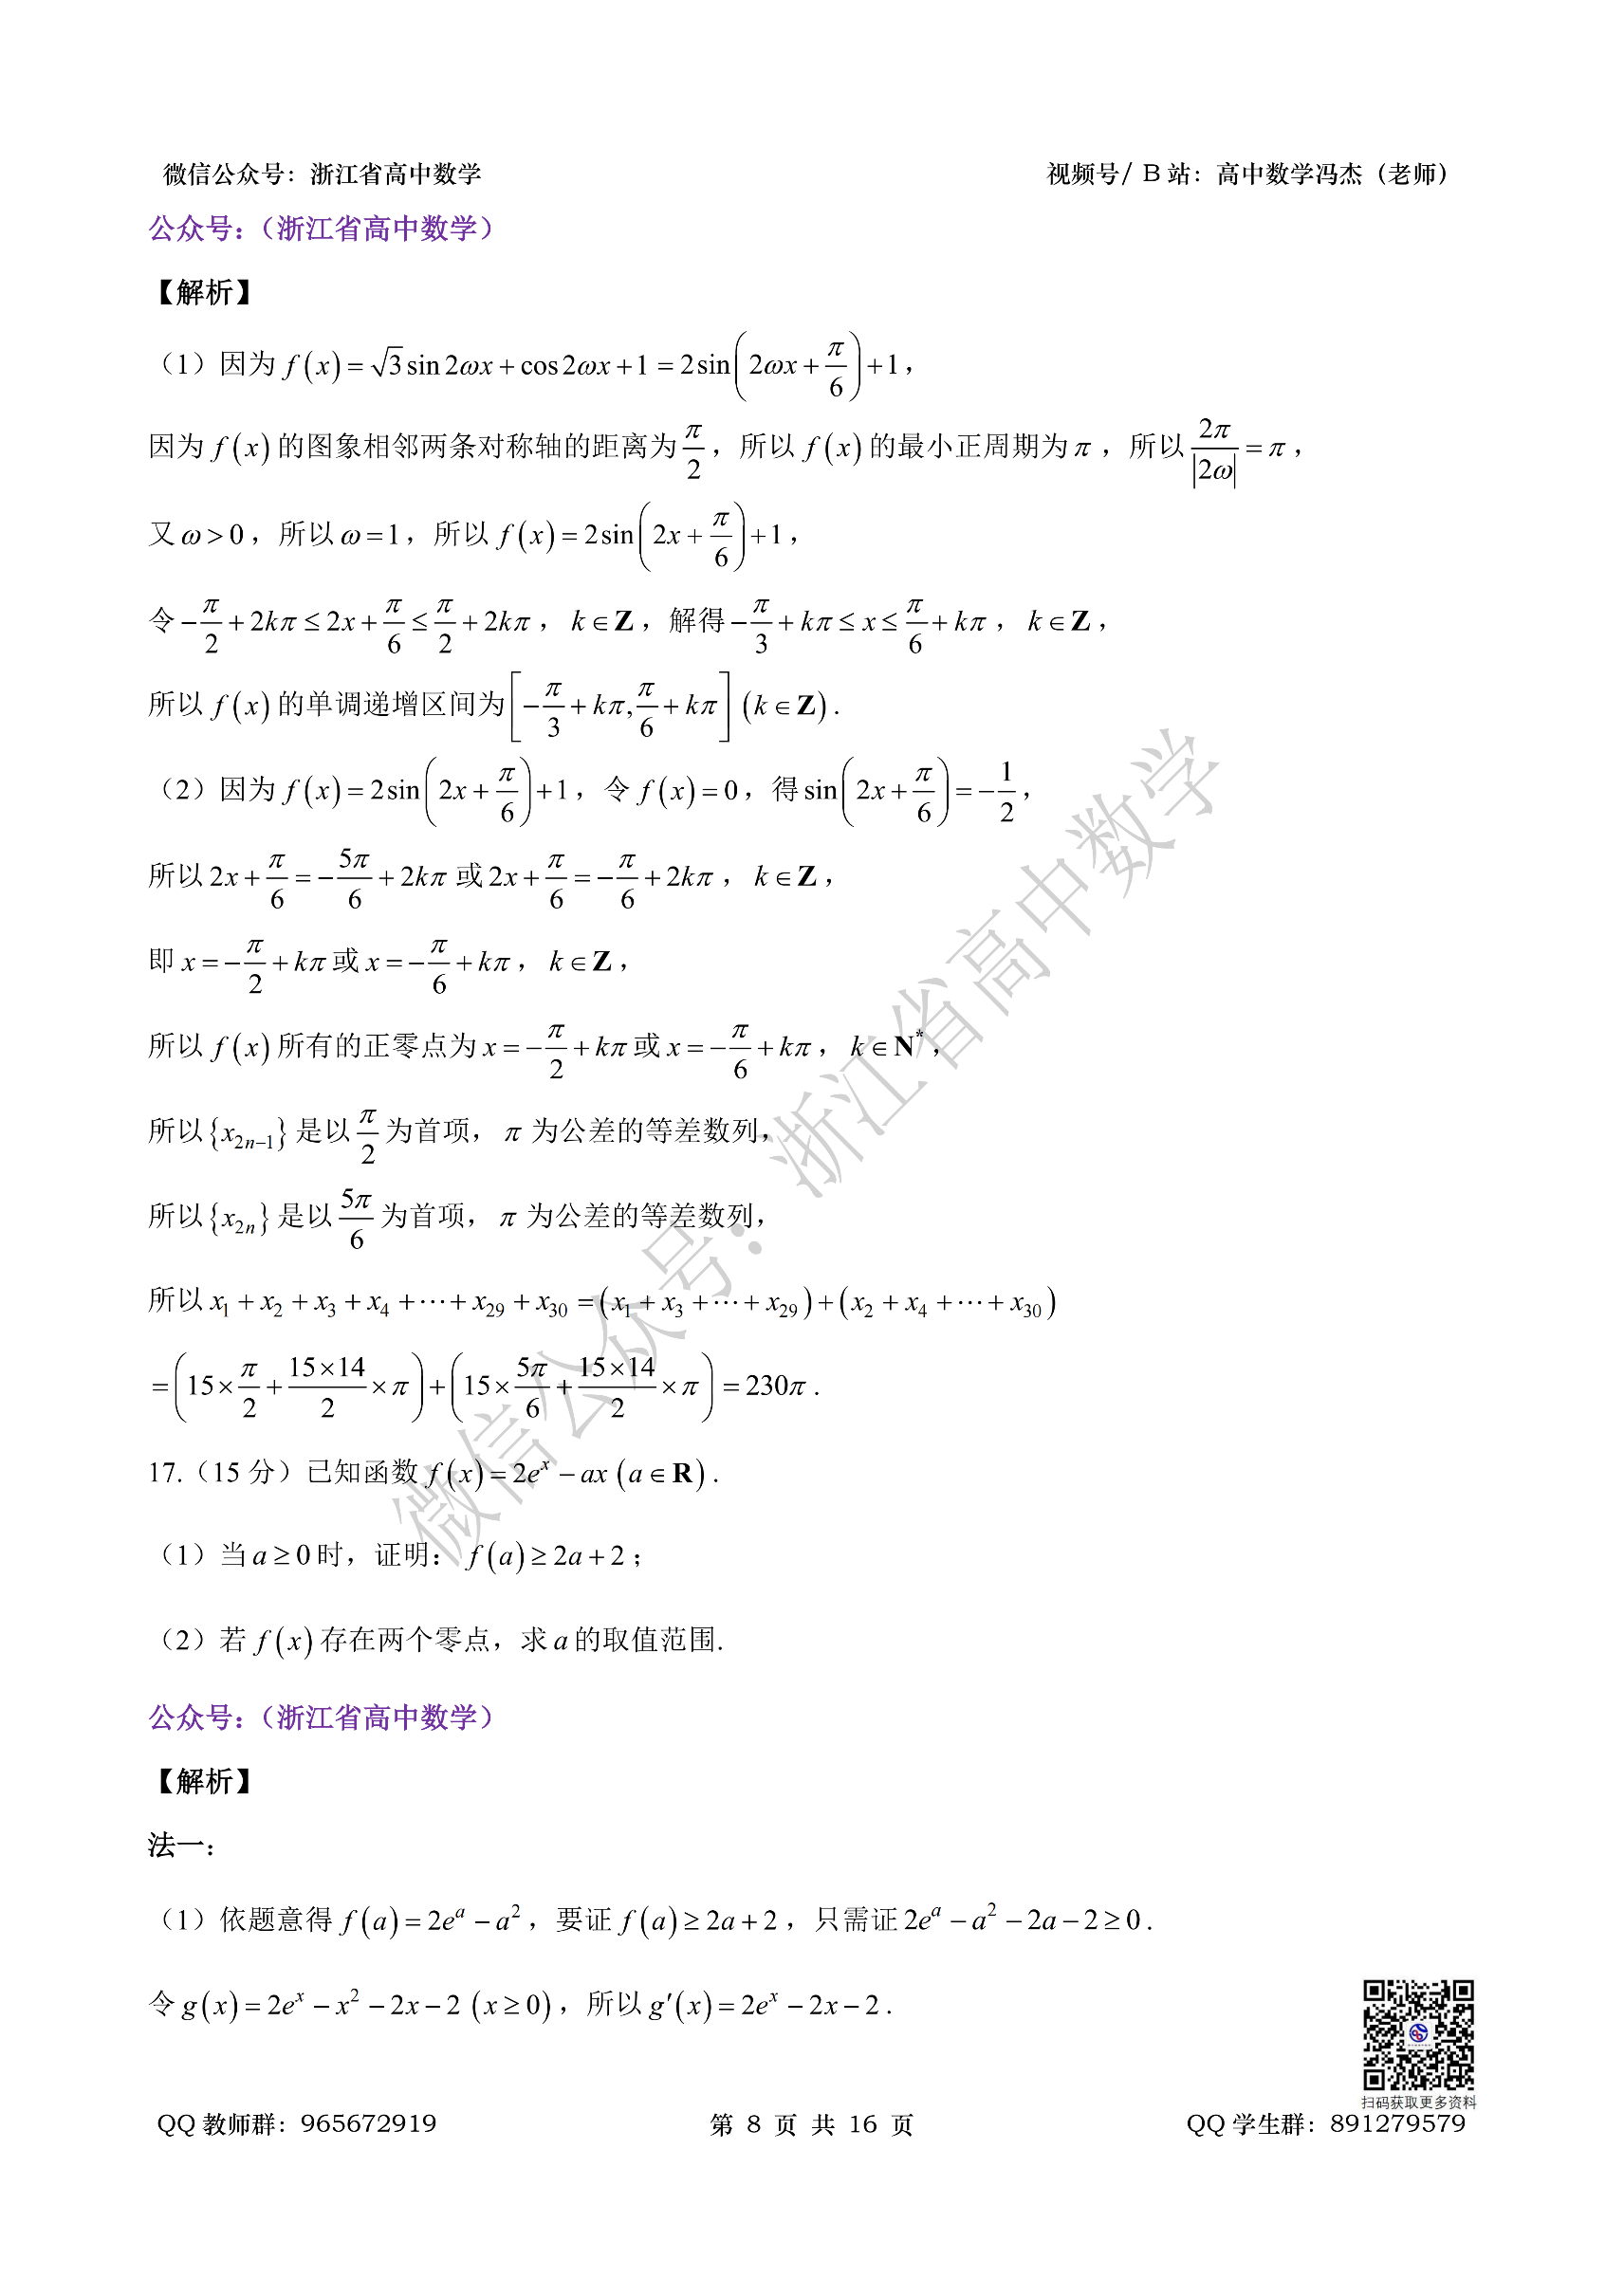 微信公众号：浙江省高中数学
视频号/ B 站：高中数学冯杰（老师）
公众号：（浙江省高中数学）
【解析】
（1）因为 f(x)=√3 sin2ωx+cos2ωx+1=2sin(2ωx+π/6)+1，
因为 f(x) 的图象相邻两条对称轴的距离为 π/2，所以 f(x) 的最小正周期为 π，所以 2π/|2ω|=π，
又 ω>0，所以 ω=1，所以 f(x)=2sin(2x+π/6)+1，
令 -π/2+2kπ≤2x+π/6≤π/2+2kπ，k∈Z，解得 -π/3+kπ≤x≤π/6+kπ，k∈Z，
所以 f(x) 的单调递增区间为[-π/3+kπ,π/6+kπ](k∈Z).
（2）因为 f(x)=2sin(2x+π/6)+1，令 f(x)=0，得 sin(2x+π/6)=-1/2，
所以 2x+π/6=-5π/6+2kπ 或 2x+π/6=-π/6+2kπ，k∈Z，
即 x=-π/2+kπ 或 x=-π/6+kπ，k∈Z，
所以 f(x) 所有的正零点为 x=-π/2+kπ 或 x=-π/6+kπ，k∈N*，
所以{x₂ₙ₋₁}是以 π/2 为首项，π 为公差的等差数列，
所以{x₂ₙ}是以 5π/6 为首项，π 为公差的等差数列，
所以 x₁+x₂+x₃+x₄+⋯+x₂₉+x₃₀=(x₁+x₃+⋯+x₂₉)+(x₂+x₄+⋯+x₃₀)
=(15×π/2+15×14/2×π)+(15×5π/6+15×14/2×π)=230π.
17.（15 分）已知函数 f(x)=2eˣ-ax(a∈R).
（1）当 a≥0 时，证明：f(a)≥2a+2；
（2）若 f(x) 存在两个零点，求 a 的取值范围.
公众号：（浙江省高中数学）
【解析】
法一：
（1）依题意得 f(a)=2eᵃ-a²，要证 f(a)≥2a+2，只需证 2eᵃ-a²-2a-2≥0.
令 g(x)=2eˣ-x²-2x-2 (x≥0)，所以 g′(x)=2eˣ-2x-2.
微信公众号：浙江省高中数学
扫码获取更多资料
QQ 教师群：965672919
第 8 页 共 16 页
QQ 学生群：891279579